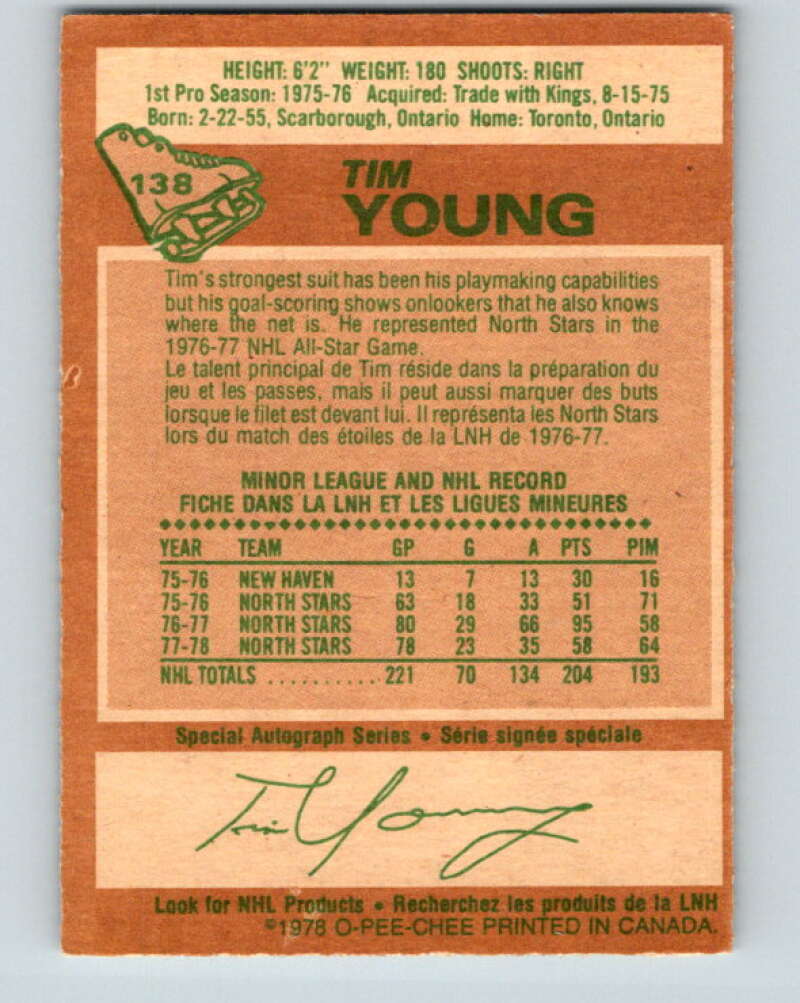 HEIGHT: 6'2" WEIGHT: 180 SHOOTS: RIGHT
1st Pro Season: 1975-76 Acquired: Trade with Kings, 8-15-75
Born: 2-22-55, Scarborough, Ontario Home: Toronto, Ontario
138
TIM
YOUNG
Tim's strongest suit has been his playmaking capabilities
but his goal-scoring shows onlookers that he also knows
where the net is. He represented North Stars in the
1976-77 NHL All-Star Game.
Le talent principal de Tim réside dans la préparation du
jeu et les passes, mais il peut aussi marquer des buts
lorsque le filet est devant lui. Il représenta les North Stars
lors du match des étoiles de la LNH de 1976-77.
MINOR LEAGUE AND NHL RECORD
FICHE DANS LA LNH ET LES LIGUES MINEURES
YEAR TEAM GP G A PTS PIM
75-76 NEW HAVEN 13 7 13 30 16
75-76 NORTH STARS 63 18 33 51 71
76-77 NORTH STARS 80 29 66 95 58
77-78 NORTH STARS 78 23 35 58 64
NHL TOTALS .......... 221 70 134 204 193
Special Autograph Series • Série signée spéciale
Tim Young
Look for NHL Products • Recherchez les produits de la LNH
©1978 O-PEE-CHEE PRINTED IN CANADA.